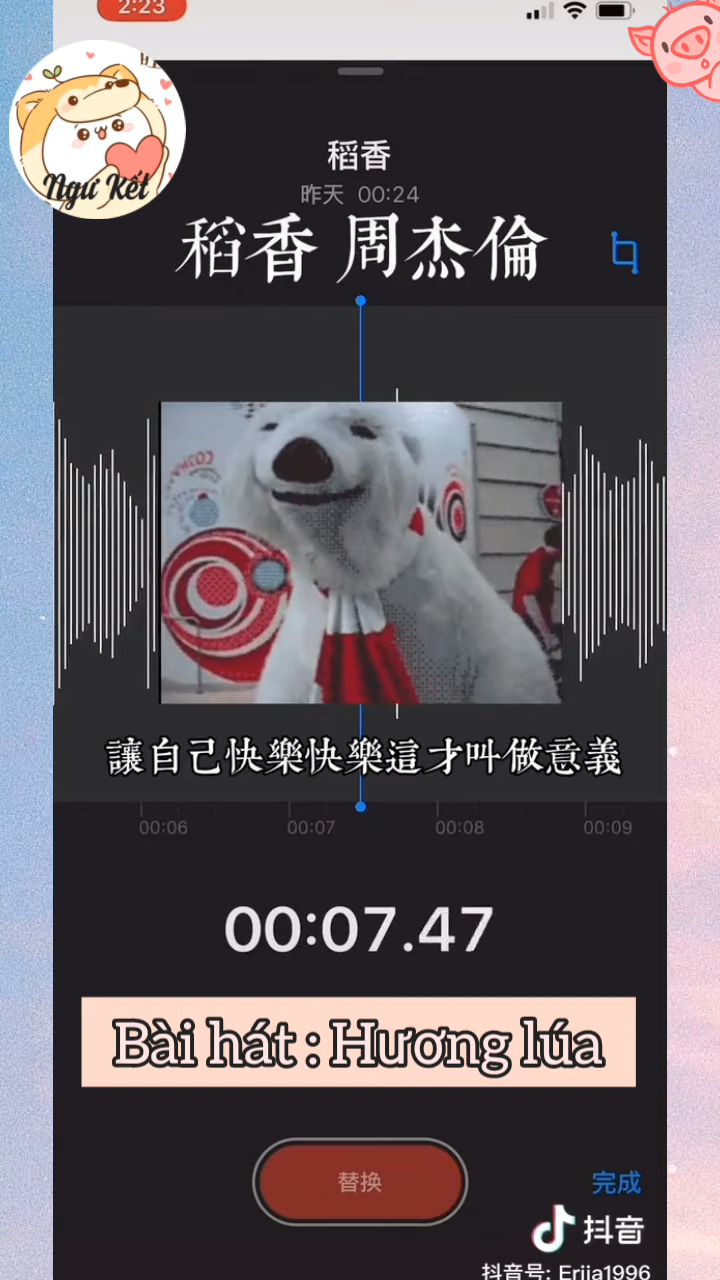 2:23
Ngư Kết
稻香
昨天 00:24
稻香 周杰倫
讓自己快樂快樂這才叫做意義
00:06 00:07 00:08 00:09
00:07.47
Bài hát : Hương lúa
替换
完成
抖音
抖音号: Erjia1996